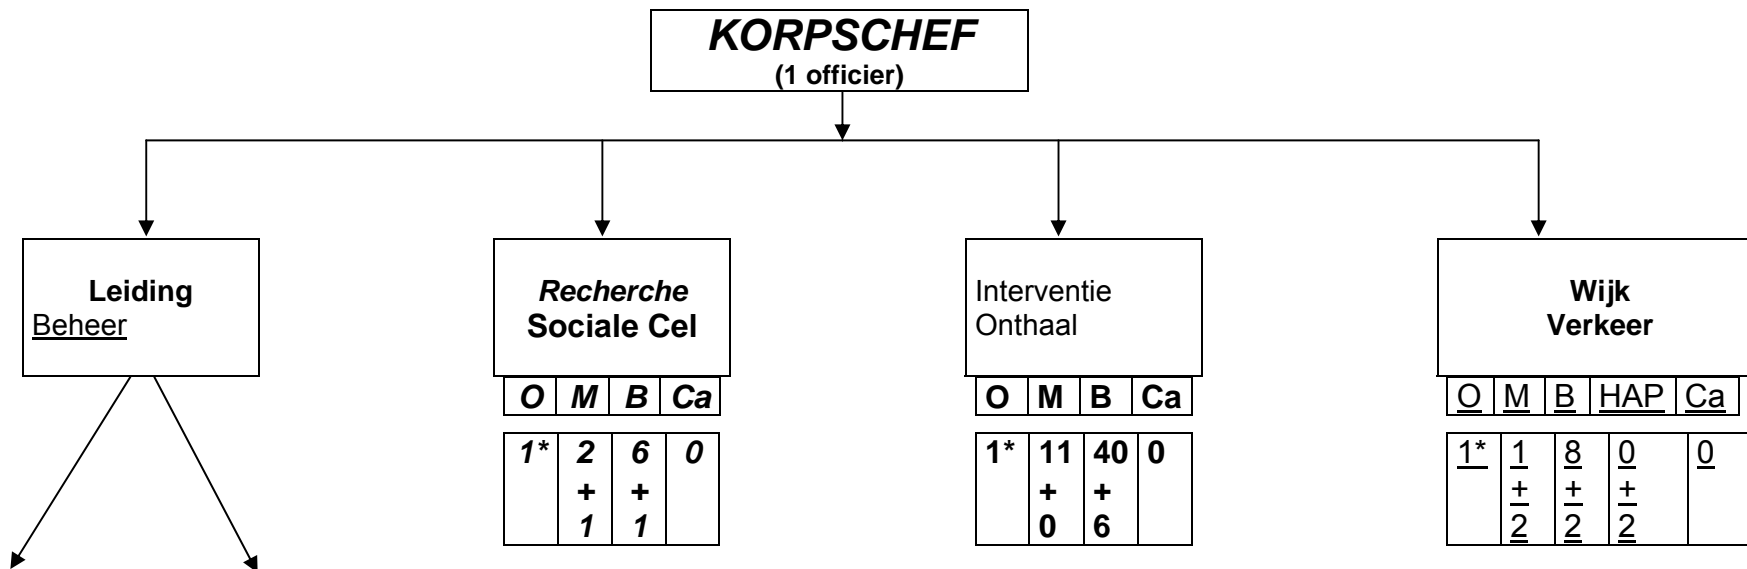 KORPSCHEF
(1 officier)
Leiding
Beheer
Recherche
Sociale Cel
Interventie
Onthaal
Wijk
Verkeer
O M B Ca
1* 2 6 0
+ +
1 1
O M B Ca
1* 11 40 0
+ +
0 6
O M B HAP Ca
1* 1 8 0 0
+ + +
2 2 2